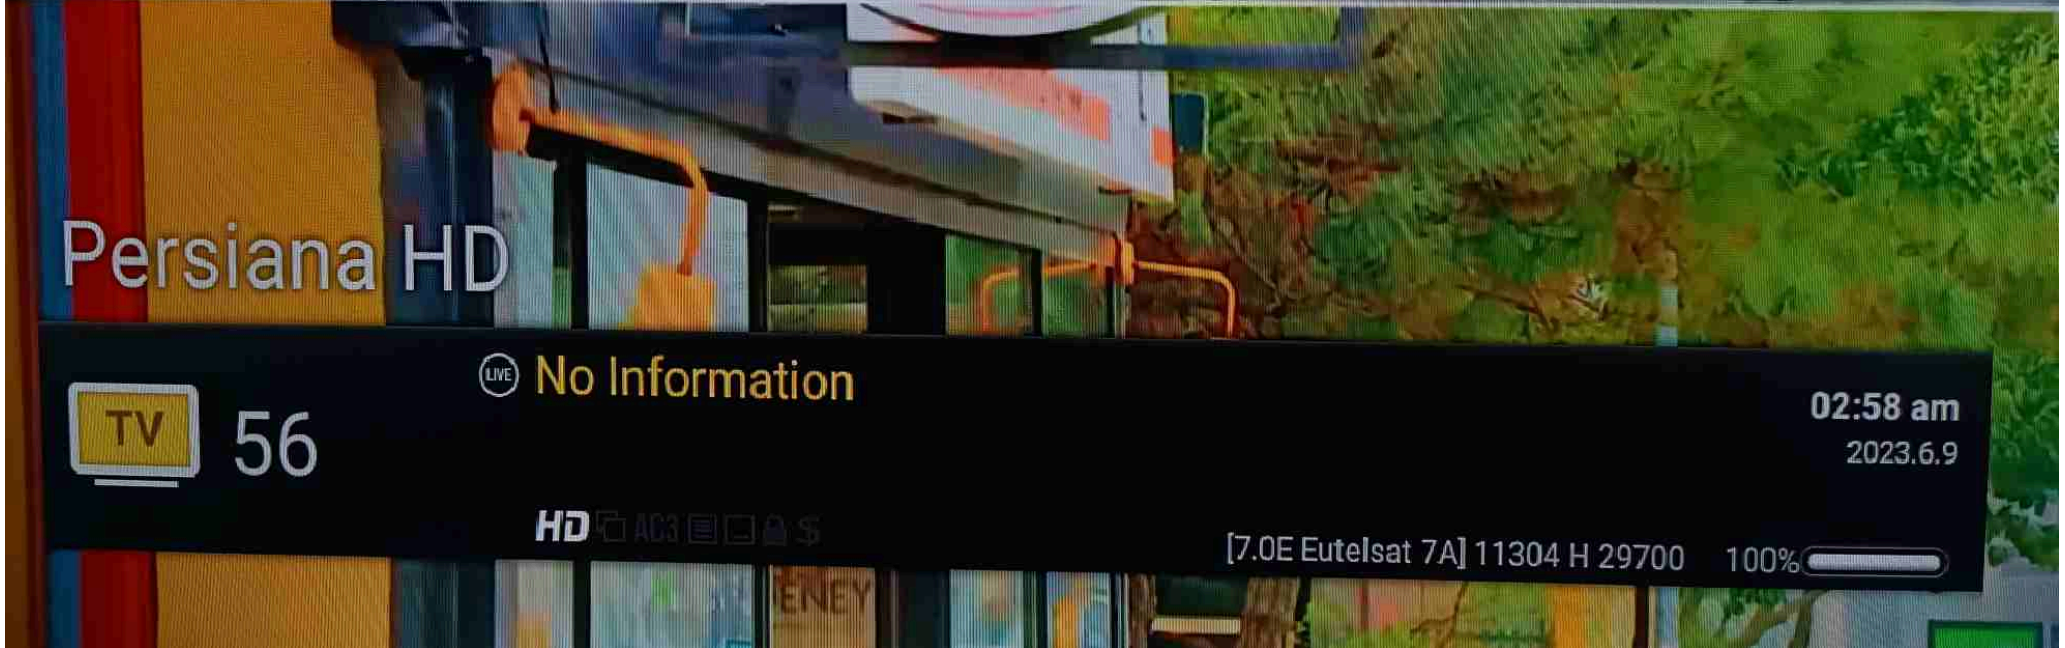 Persiana HD
LIVE No Information
TV 56
02:58 am
2023.6.9
HD AC3 $
[7.0E Eutelsat 7A] 11304 H 29700 100%
ENEY